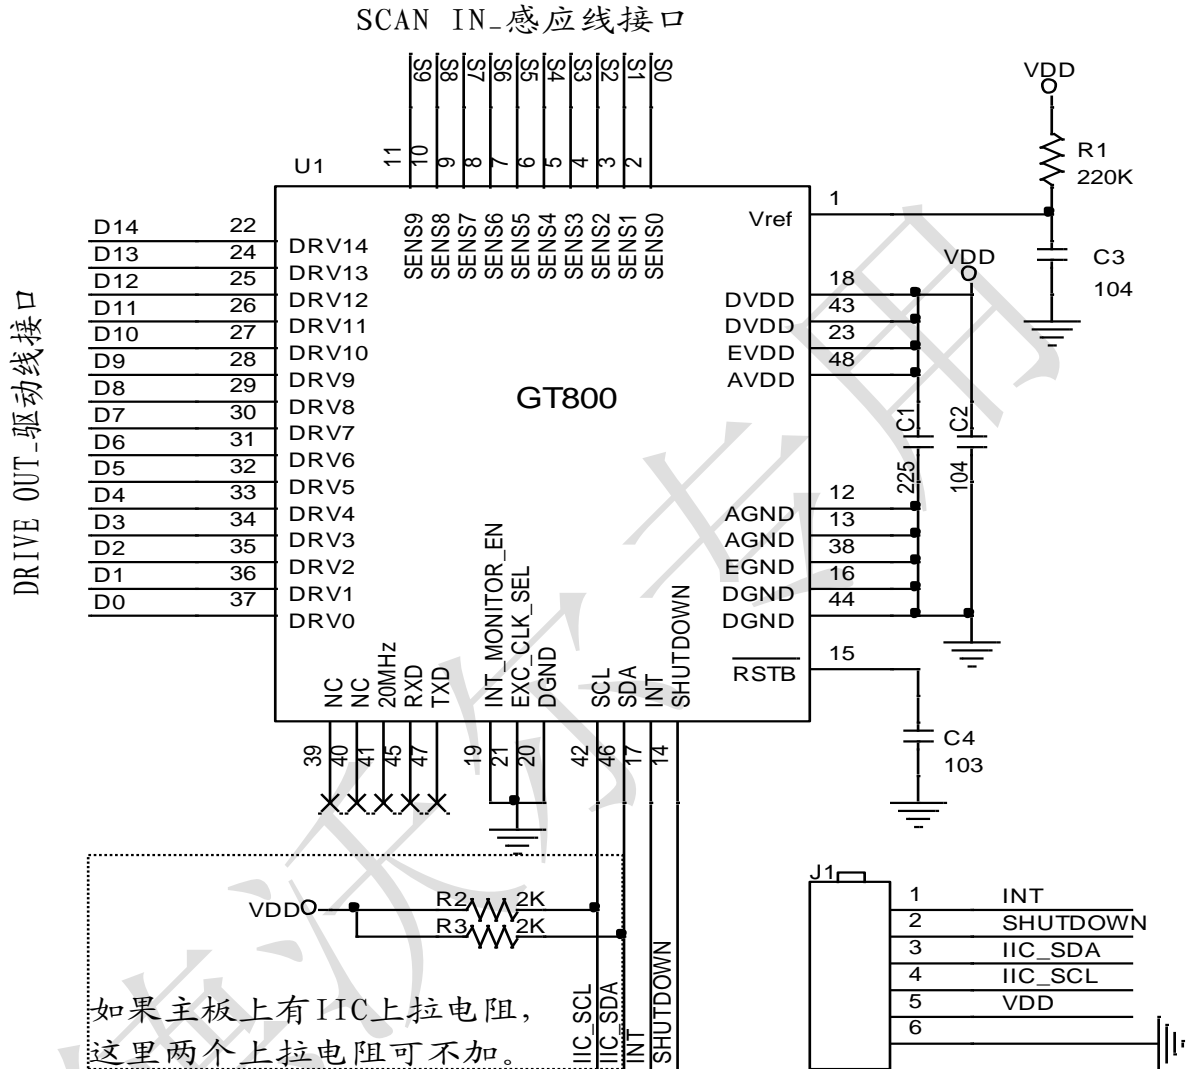 SCAN IN_感应线接口
S9 S8 S7 S6 S5 S4 S3 S2 S1 S0
11 10 9 8 7 6 5 4 3 2
U1
SENS9 SENS8 SENS7 SENS6 SENS5 SENS4 SENS3 SENS2 SENS1 SENS0
VDD
R1
220K
1
Vref
C3
104
DRIVE OUT_驱动线接口
D14 22 DRV14
D13 24 DRV13
D12 25 DRV12
D11 26 DRV11
D10 27 DRV10
D9 28 DRV9
D8 29 DRV8
D7 30 DRV7
D6 31 DRV6
D5 32 DRV5
D4 33 DRV4
D3 34 DRV3
D2 35 DRV2
D1 36 DRV1
D0 37 DRV0
GT800
VDD
DVDD 18
DVDD 43
EVDD 23
AVDD 48
C1
225
C2
104
AGND 12
AGND 13
EGND 38
DGND 16
DGND 44
RSTB 15
C4
103
NC NC 20MHz RXD TXD
INT_MONITOR_EN EXC_CLK_SEL DGND
SCL SDA INT SHUTDOWN
39 40 41 45 47
19 21 20
42 46 17 14
VDD
R2 2K
R3 2K
如果主板上有IIC上拉电阻,
这里两个上拉电阻可不加。
IIC_SCL IIC_SDA INT SHUTDOWN
J1
1 INT
2 SHUTDOWN
3 IIC_SDA
4 IIC_SCL
5 VDD
6
沃尔专用